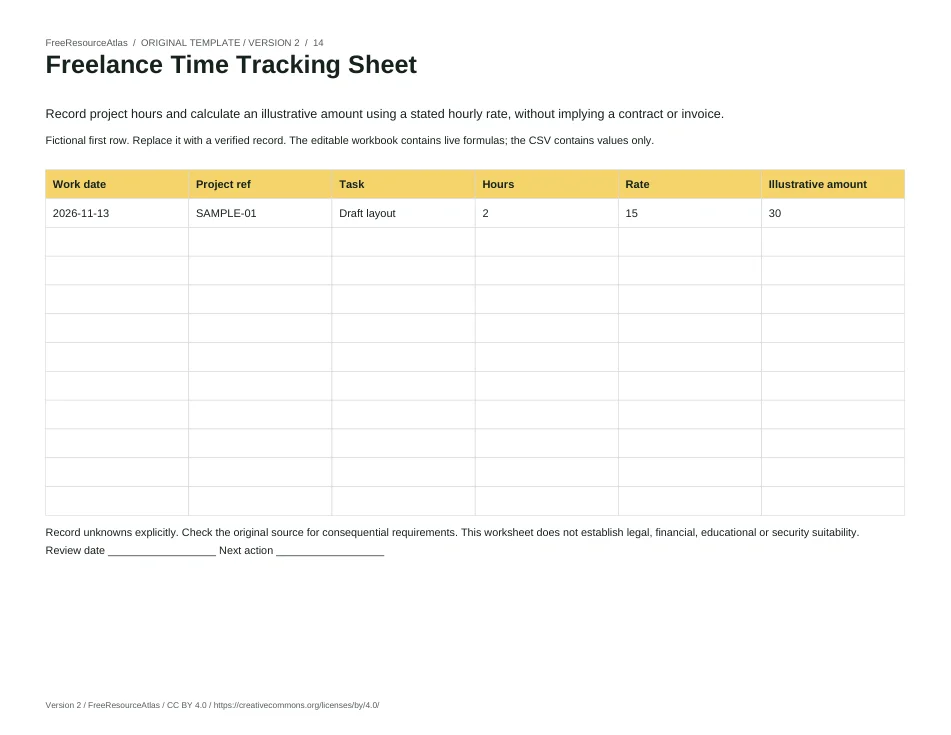 FreeResourceAtlas / ORIGINAL TEMPLATE / VERSION 2 / 14
Freelance Time Tracking Sheet
Record project hours and calculate an illustrative amount using a stated hourly rate, without implying a contract or invoice.
Fictional first row. Replace it with a verified record. The editable workbook contains live formulas; the CSV contains values only.
Work date Project ref Task Hours Rate Illustrative amount
2026-11-13 SAMPLE-01 Draft layout 2 15 30
Record unknowns explicitly. Check the original source for consequential requirements. This worksheet does not establish legal, financial, educational or security suitability.
Review date __________________ Next action __________________
Version 2 / FreeResourceAtlas / CC BY 4.0 / https://creativecommons.org/licenses/by/4.0/